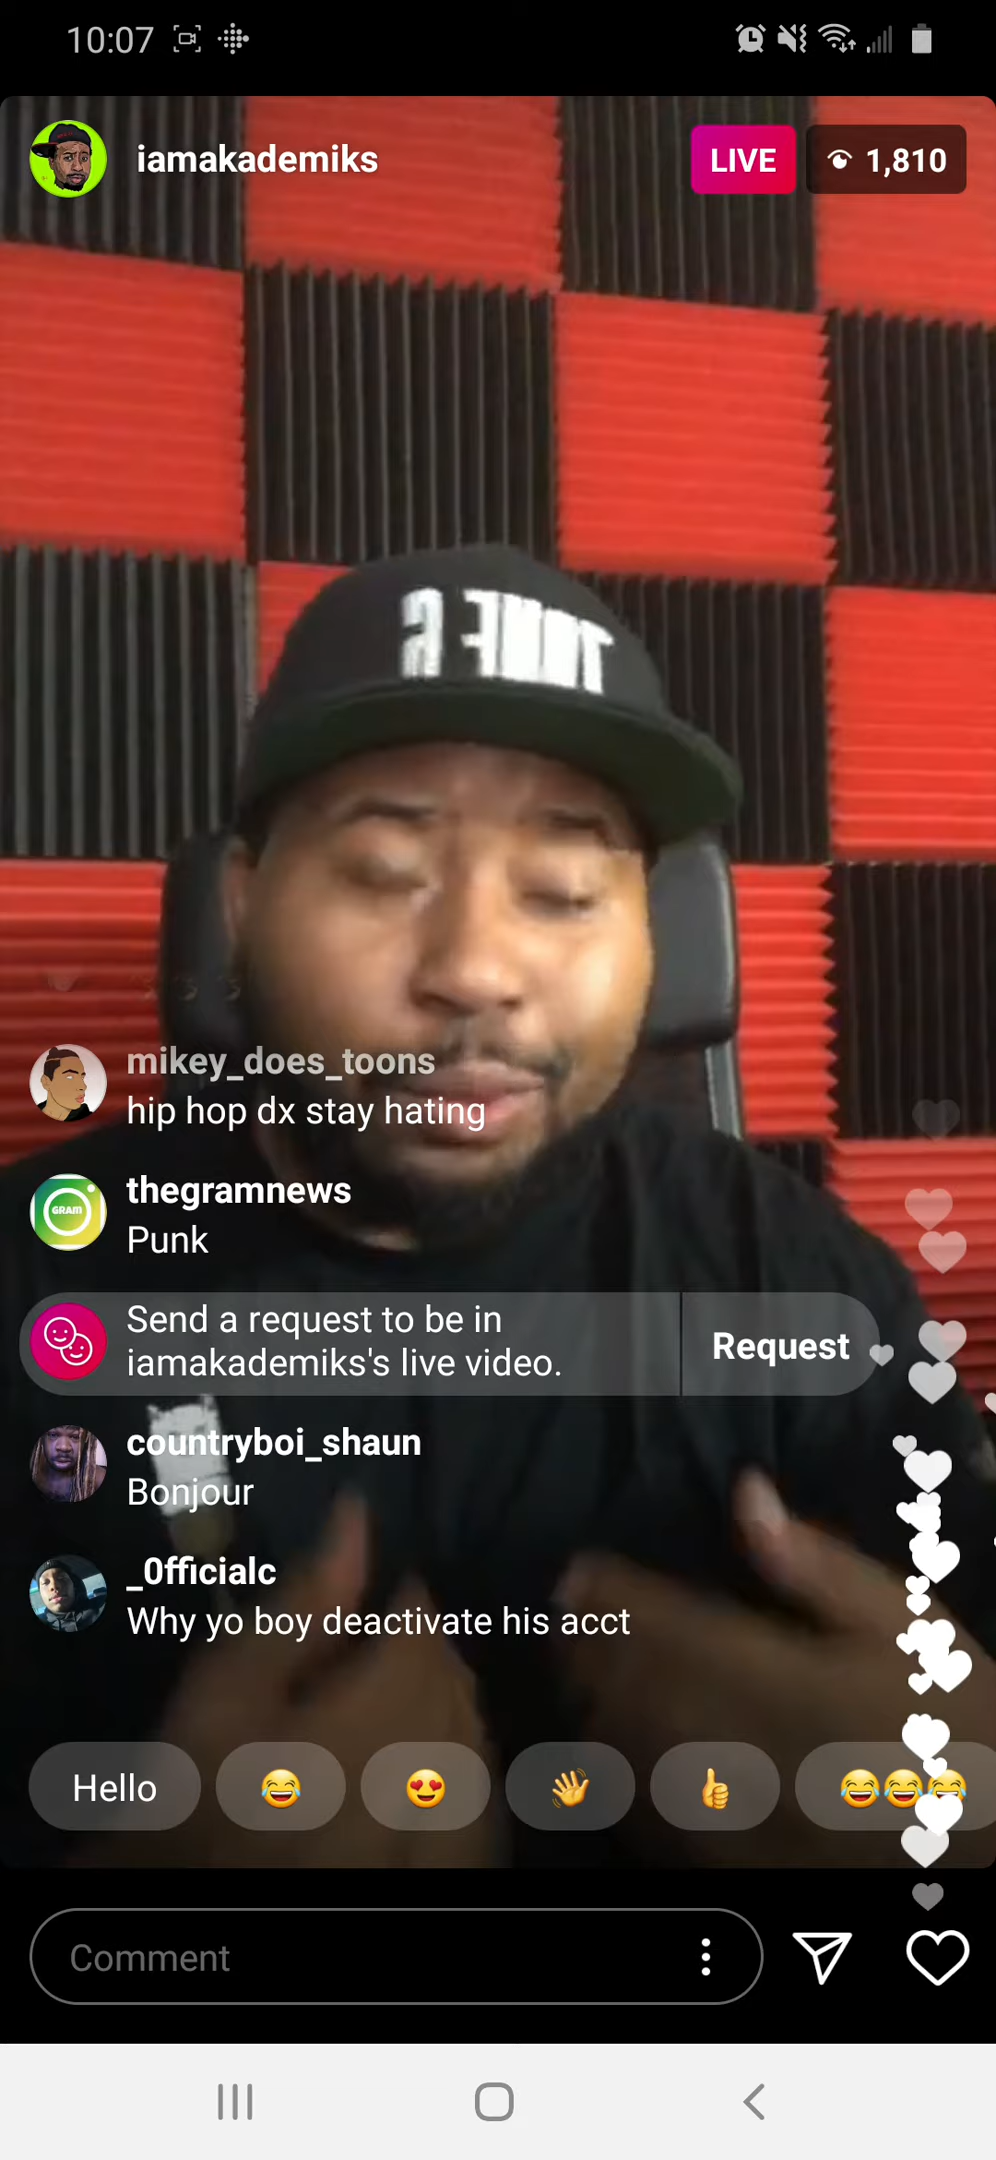 10:07
iamakademiks
LIVE
1,810
mikey_does_toons
hip hop dx stay hating
GRAM
thegramnews
Punk
Send a request to be in
iamakademiks's live video.
Request
countryboi_shaun
Bonjour
_0fficialc
Why yo boy deactivate his acct
Hello
Comment